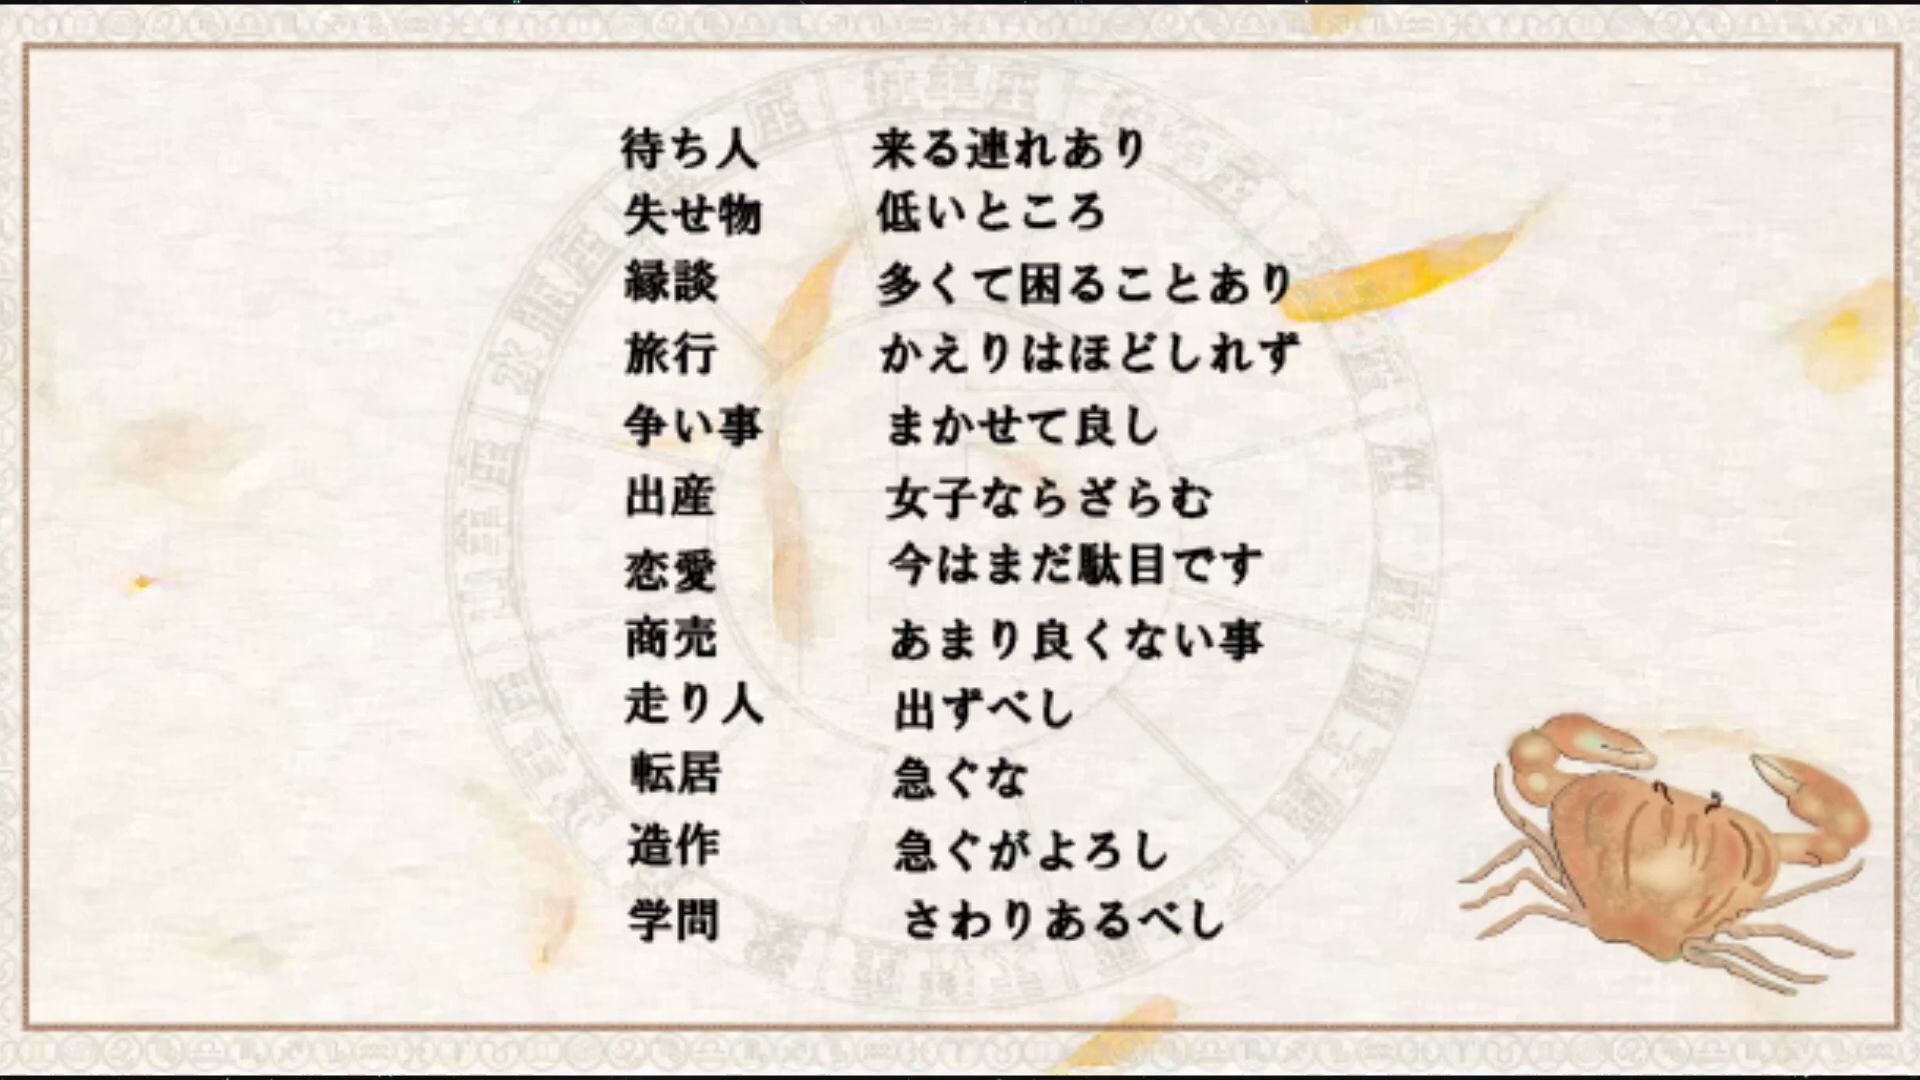 待ち人 来る連れあり
失せ物 低いところ
縁談 多くて困ることあり
旅行 かえりはほどしれず
争い事 まかせて良し
出産 女子ならざらむ
恋愛 今はまだ駄目です
商売 あまり良くない事
走り人 出ずべし
転居 急ぐな
造作 急ぐがよろし
学問 さわりあるべし